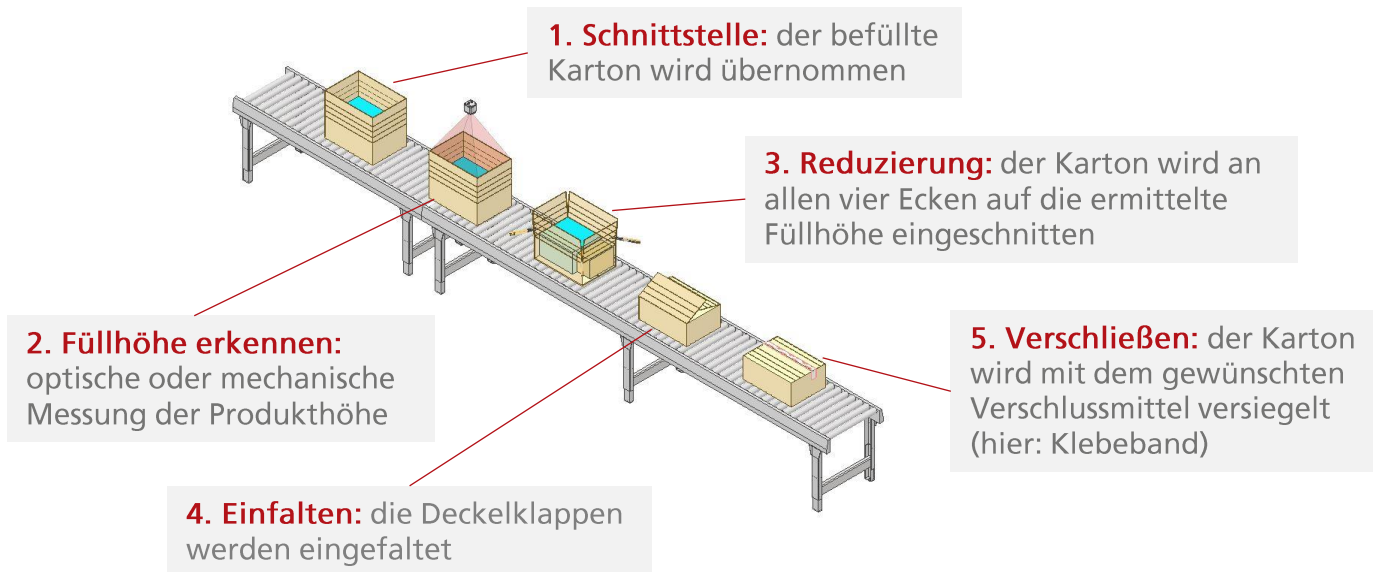 1. Schnittstelle: der befüllte
Karton wird übernommen
2. Füllhöhe erkennen:
optische oder mechanische
Messung der Produkthöhe
3. Reduzierung: der Karton wird an
allen vier Ecken auf die ermittelte
Füllhöhe eingeschnitten
4. Einfalten: die Deckelklappen
werden eingefaltet
5. Verschließen: der Karton
wird mit dem gewünschten
Verschlussmittel versiegelt
(hier: Klebeband)